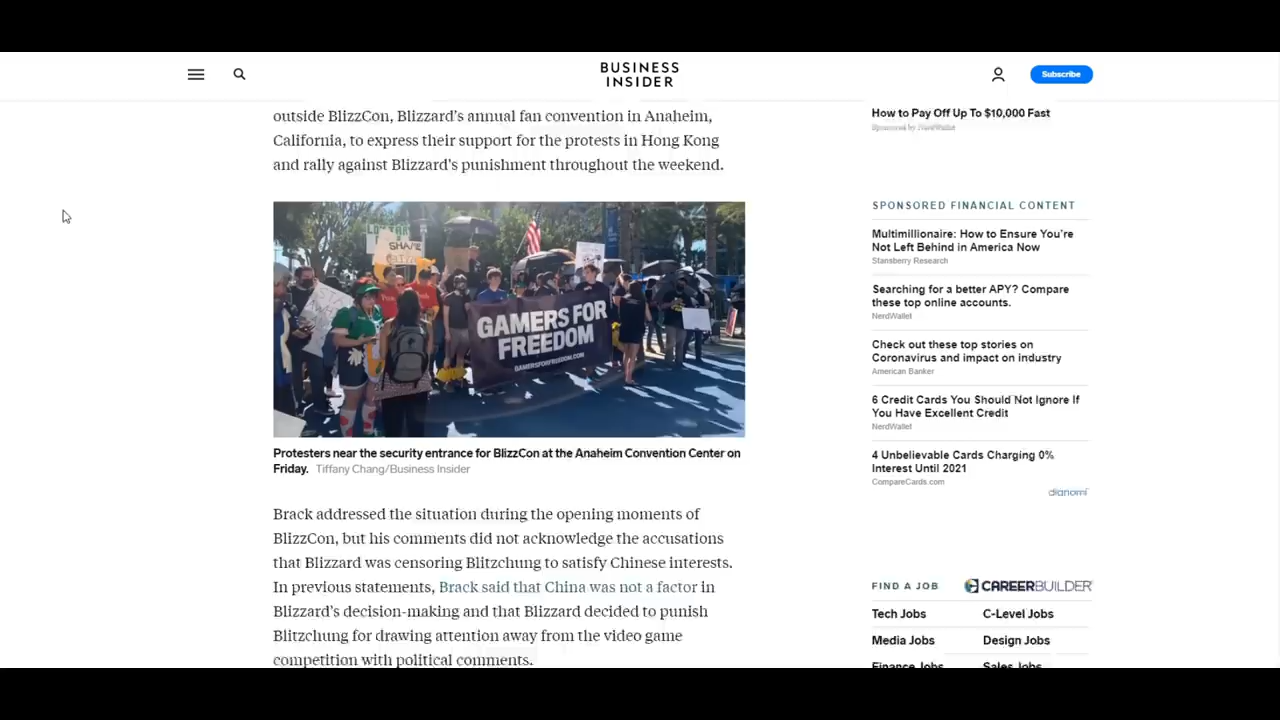 BUSINESS
INSIDER
Subscribe
outside BlizzCon, Blizzard's annual fan convention in Anaheim,
California, to express their support for the protests in Hong Kong
and rally against Blizzard's punishment throughout the weekend.
SHAME
GAMERS FOR
FREEDOM
GAMERSFORFREEDOM.COM
Protesters near the security entrance for BlizzCon at the Anaheim Convention Center on
Friday. Tiffany Chang/Business Insider
Brack addressed the situation during the opening moments of
BlizzCon, but his comments did not acknowledge the accusations
that Blizzard was censoring Blitzchung to satisfy Chinese interests.
In previous statements, Brack said that China was not a factor in
Blizzard's decision-making and that Blizzard decided to punish
Blitzchung for drawing attention away from the video game
competition with political comments.
How to Pay Off Up To $10,000 Fast
Sponsored by NerdWallet
SPONSORED FINANCIAL CONTENT
Multimillionaire: How to Ensure You're
Not Left Behind in America Now
Stansberry Research
Searching for a better APY? Compare
these top online accounts.
NerdWallet
Check out these top stories on
Coronavirus and impact on industry
American Banker
6 Credit Cards You Should Not Ignore If
You Have Excellent Credit
NerdWallet
4 Unbelievable Cards Charging 0%
Interest Until 2021
CompareCards.com
dianomi
FIND A JOB CAREERBUILDER
Tech Jobs C-Level Jobs
Media Jobs Design Jobs
Finance Jobs Sales Jobs